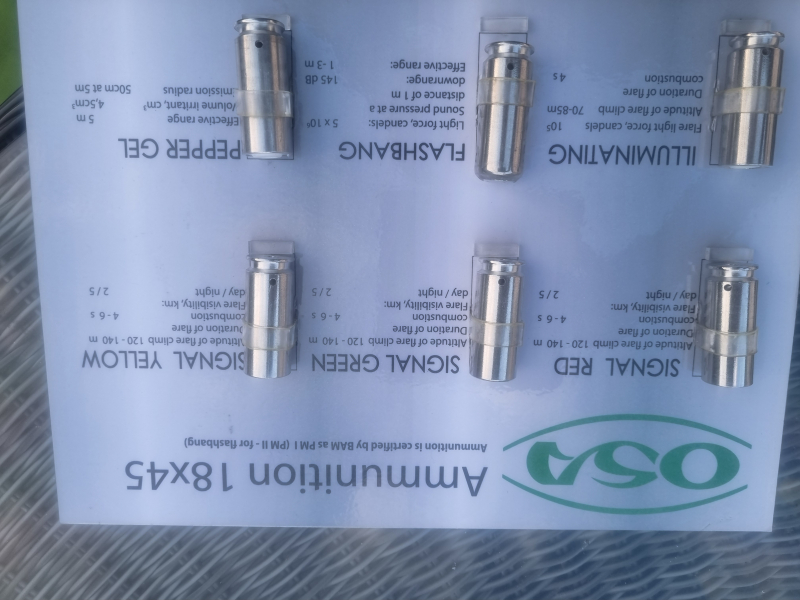 OSA
Ammunition 18x45
Ammunition is certified by BAM as PM I (PM II - for flashbang)
SIGNAL RED
Altitude of flare climb 120 - 140 m
Duration of flare
combustion 4 - 6 s
Flare visibility, km:
day / night 2 / 5
SIGNAL GREEN
Altitude of flare climb 120 - 140 m
Duration of flare
combustion 4 - 6 s
Flare visibility, km:
day / night 2 / 5
SIGNAL YELLOW
Altitude of flare climb 120 - 140 m
Duration of flare
combustion 4 - 6 s
Flare visibility, km:
day / night 2 / 5
ILLUMINATING
Flare light force, candels 10⁵
Altitude of flare climb 70-85m
Duration of flare
combustion 4 s
FLASHBANG
Light force, candels: 5 x 10⁶
Sound pressure at a
distance of 1 m
downrange: 145 dB
Effective range: 1 - 3 m
PEPPER GEL
Effective range 5 m
Volume irritant, cm³ 4,5cm³
Emission radius 50cm at 5m